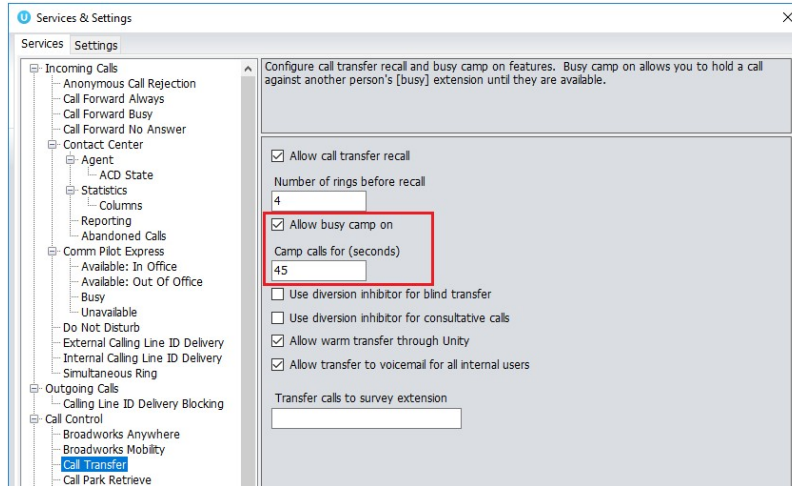 Services & Settings
Services
Settings
Incoming Calls
Anonymous Call Rejection
Call Forward Always
Call Forward Busy
Call Forward No Answer
Contact Center
Agent
ACD State
Statistics
Columns
Reporting
Abandoned Calls
Comm Pilot Express
Available: In Office
Available: Out Of Office
Busy
Unavailable
Do Not Disturb
External Calling Line ID Delivery
Internal Calling Line ID Delivery
Simultaneous Ring
Outgoing Calls
Calling Line ID Delivery Blocking
Call Control
Broadworks Anywhere
Broadworks Mobility
Call Transfer
Call Park Retrieve
Configure call transfer recall and busy camp on features. Busy camp on allows you to hold a call
against another person's [busy] extension until they are available.
Allow call transfer recall
Number of rings before recall
4
Allow busy camp on
Camp calls for (seconds)
45
Use diversion inhibitor for blind transfer
Use diversion inhibitor for consultative calls
Allow warm transfer through Unity
Allow transfer to voicemail for all internal users
Transfer calls to survey extension